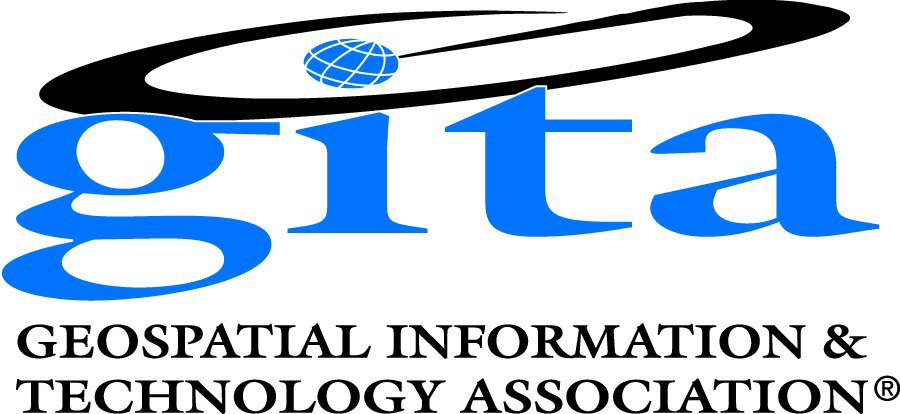 gita
GEOSPATIAL INFORMATION &
TECHNOLOGY ASSOCIATION®